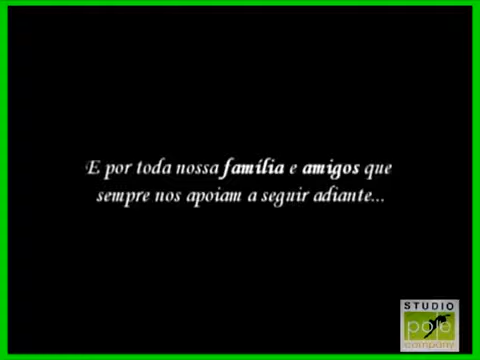 E por toda nossa família e amigos que
sempre nos apoiam a seguir adiante...
STUDIO
pole
company